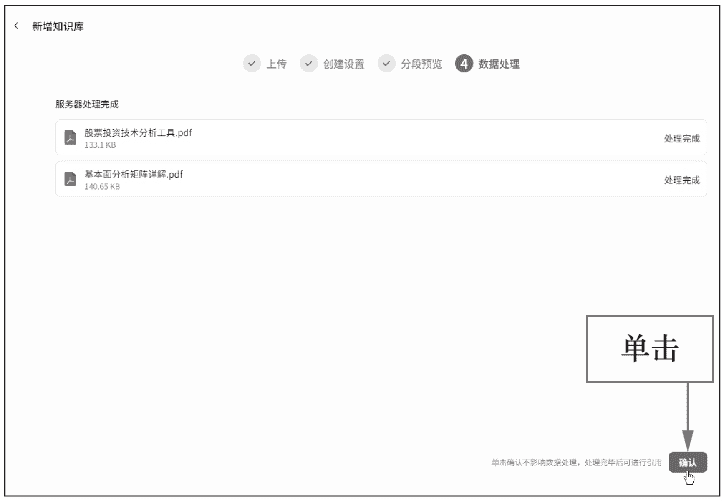 新增知识库
上传 创建设置 分段预览 4 数据处理
服务器处理完成
股票投资技术分析工具.pdf
133.1 KB
处理完成
基本面分析矩阵详解.pdf
140.65 KB
处理完成
单击
单击确认不影响数据处理，处理完毕后可进行引用
确认